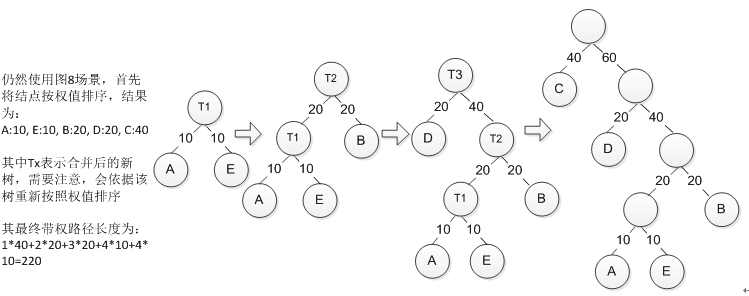 仍然使用图8场景，首先
将结点按权值排序，结果
为：
A:10, E:10, B:20, D:20, C:40
其中Tx表示合并后的新
树，需要注意，会依据该
树重新按照权值排序
其最终带权路径长度为：
1*40+2*20+3*20+4*10+4*
10=220
T1
10 10
A E
T2
20 20
T1 B
10 10
A E
T3
20 40
D T2
20 20
T1 B
10 10
A E
40 60
C
20 40
D
20 20
B
10 10
A E